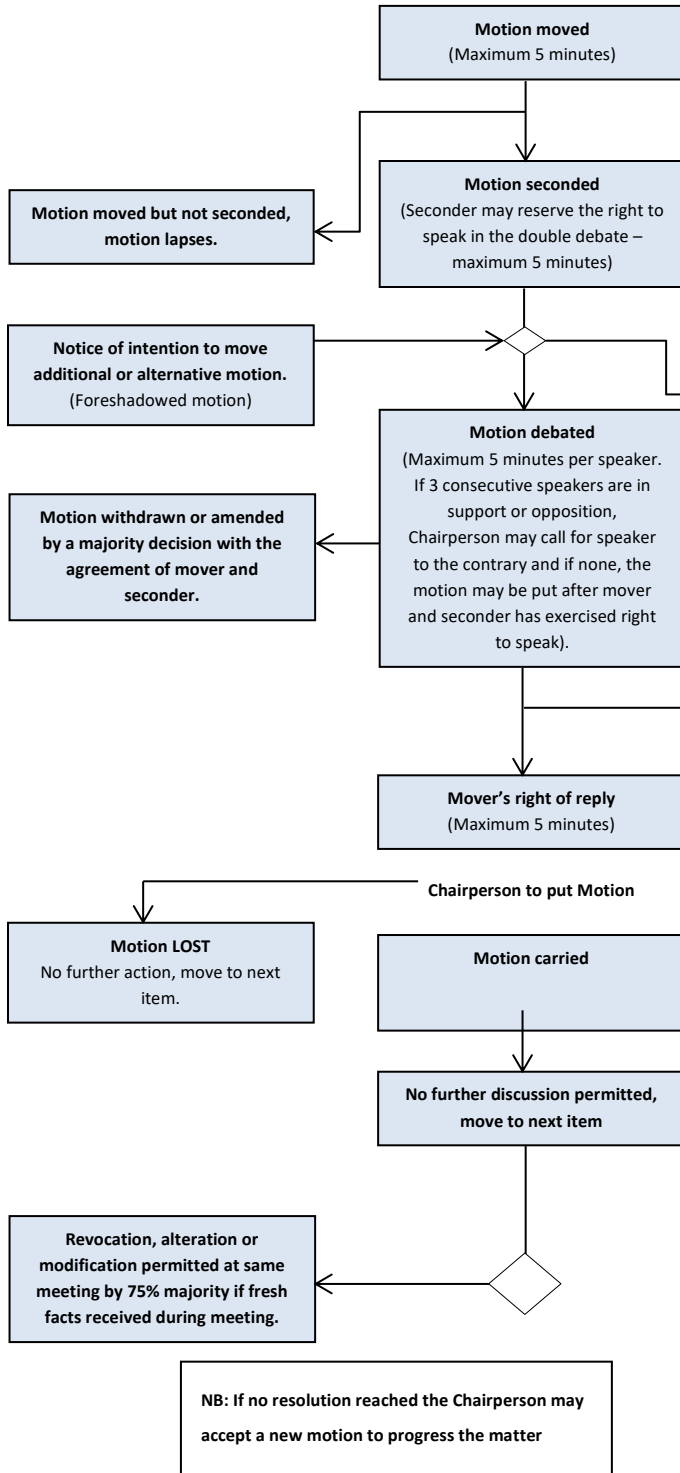 Motion moved
(Maximum 5 minutes)
Motion seconded
(Seconder may reserve the right to
speak in the double debate –
maximum 5 minutes)
Motion moved but not seconded,
motion lapses.
Notice of intention to move
additional or alternative motion.
(Foreshadowed motion)
Motion debated
(Maximum 5 minutes per speaker.
If 3 consecutive speakers are in
support or opposition,
Chairperson may call for speaker
to the contrary and if none, the
motion may be put after mover
and seconder has exercised right
to speak).
Motion withdrawn or amended
by a majority decision with the
agreement of mover and
seconder.
Mover’s right of reply
(Maximum 5 minutes)
Chairperson to put Motion
Motion LOST
No further action, move to next
item.
Motion carried
No further discussion permitted,
move to next item
Revocation, alteration or
modification permitted at same
meeting by 75% majority if fresh
facts received during meeting.
NB: If no resolution reached the Chairperson may
accept a new motion to progress the matter